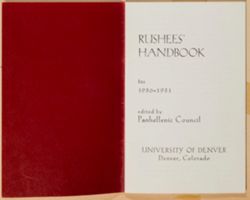 RUSHEES'
HANDBOOK
for
1950-1951
edited by
Panhellenic Council
UNIVERSITY OF DENVER
Denver, Colorado